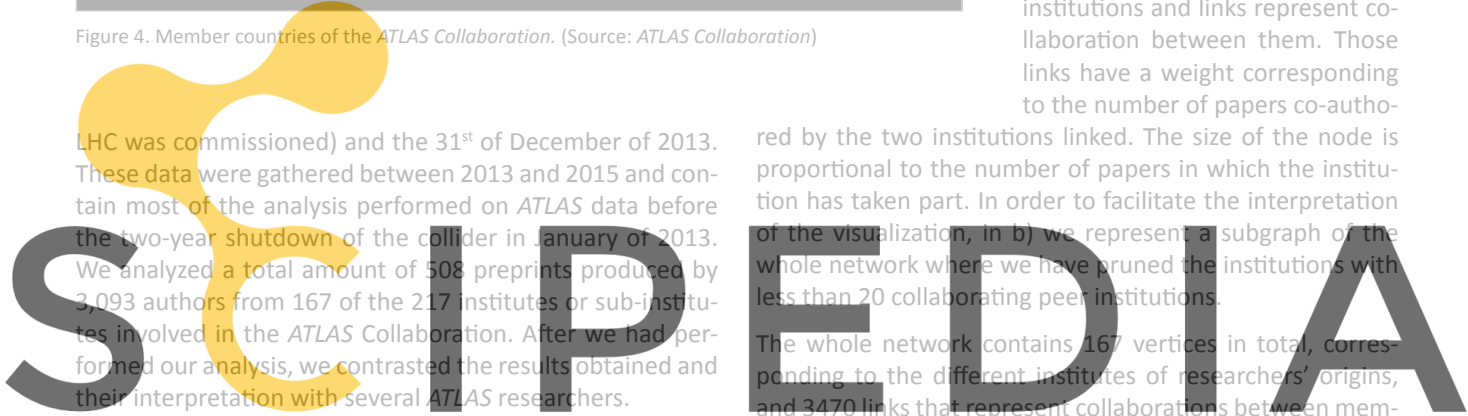 Figure 4. Member countries of the ATLAS Collaboration. (Source: ATLAS Collaboration)
LHC was commissioned) and the 31st of December of 2013.
These data were gathered between 2013 and 2015 and con-
tain most of the analysis performed on ATLAS data before
the two-year shutdown of the collider in January of 2013.
We analyzed a total amount of 508 preprints produced by
3,093 authors from 167 of the 217 institutes or sub-institu-
tes involved in the ATLAS Collaboration. After we had per-
formed our analysis, we contrasted the results obtained and
their interpretation with several ATLAS researchers.
institutions and links represent co-
llaboration between them. Those
links have a weight corresponding
to the number of papers co-autho-
red by the two institutions linked. The size of the node is
proportional to the number of papers in which the institu-
tion has taken part. In order to facilitate the interpretation
of the visualization, in b) we represent a subgraph of the
whole network where we have pruned the institutions with
less than 20 collaborating peer institutions.
The whole network contains 167 vertices in total, corres-
ponding to the different institutes of researchers' origins,
and 3470 links that represent collaborations between mem-
SCIPEDIA